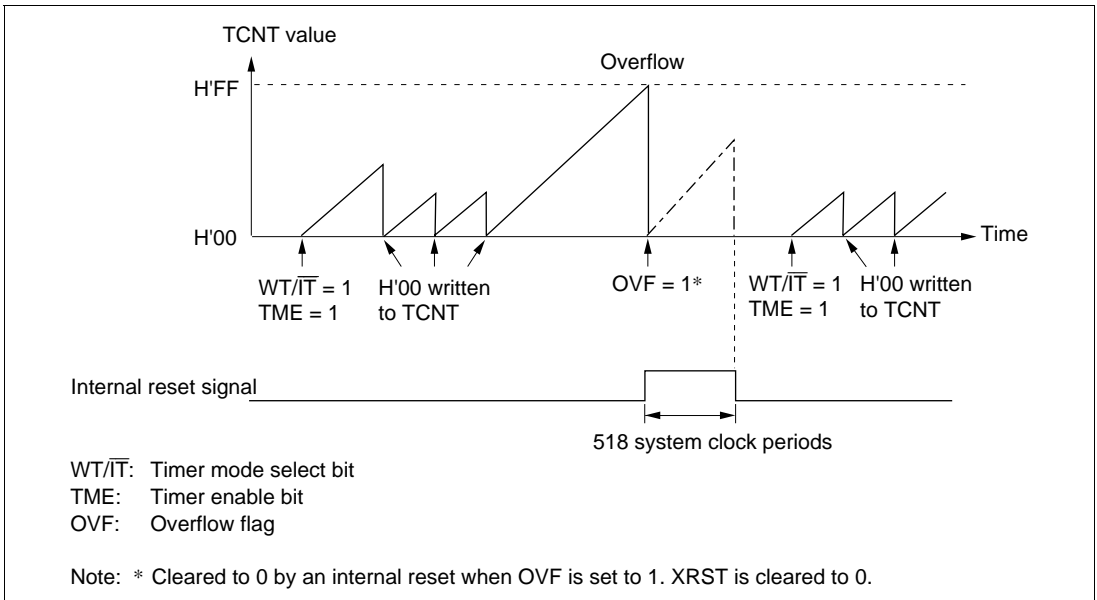 TCNT value
Overflow
H'FF
H'00
Time
WT/I̅T̅ = 1
TME = 1
H'00 written
to TCNT
OVF = 1*
WT/I̅T̅ = 1
TME = 1
H'00 written
to TCNT
Internal reset signal
518 system clock periods
WT/I̅T̅: Timer mode select bit
TME: Timer enable bit
OVF: Overflow flag
Note: * Cleared to 0 by an internal reset when OVF is set to 1. XRST is cleared to 0.